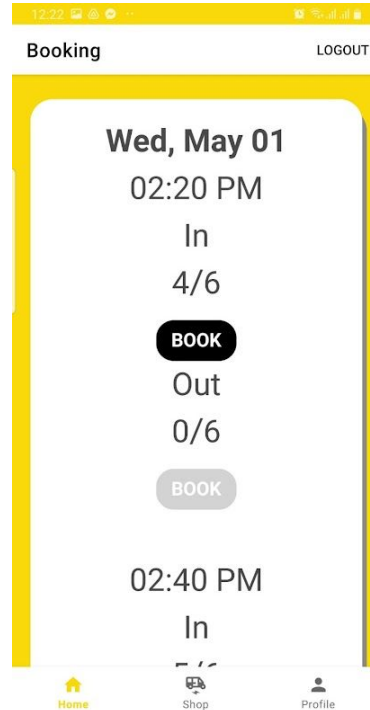 12:22
Booking
LOGOUT
Wed, May 01
02:20 PM
In
4/6
BOOK
Out
0/6
BOOK
02:40 PM
In
Home
Shop
Profile